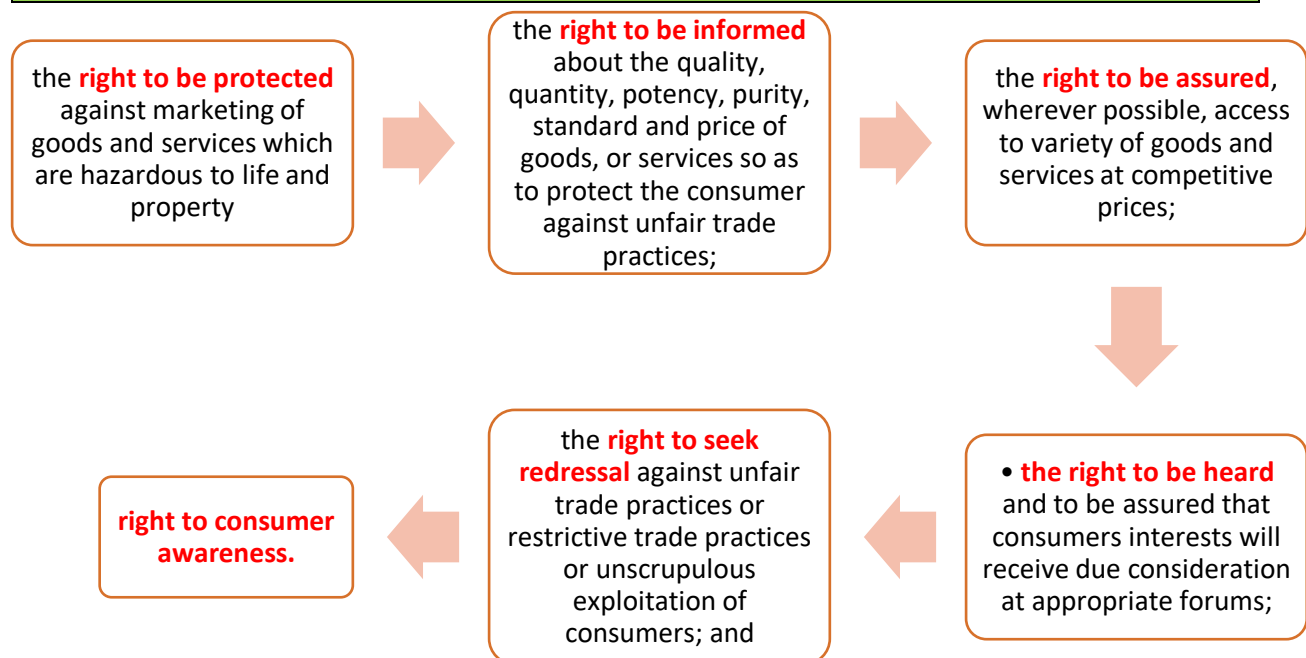 the right to be protected
against marketing of
goods and services which
are hazardous to life and
property
the right to be informed
about the quality,
quantity, potency, purity,
standard and price of
goods, or services so as
to protect the consumer
against unfair trade
practices;
the right to be assured,
wherever possible, access
to variety of goods and
services at competitive
prices;
• the right to be heard
and to be assured that
consumers interests will
receive due consideration
at appropriate forums;
the right to seek
redressal against unfair
trade practices or
restrictive trade practices
or unscrupulous
exploitation of
consumers; and
right to consumer
awareness.